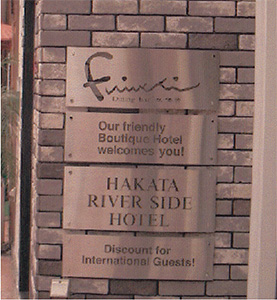 Our friendly
Boutique Hotel
welcomes you!
HAKATA
RIVER SIDE
HOTEL
Discount for
International Guests!